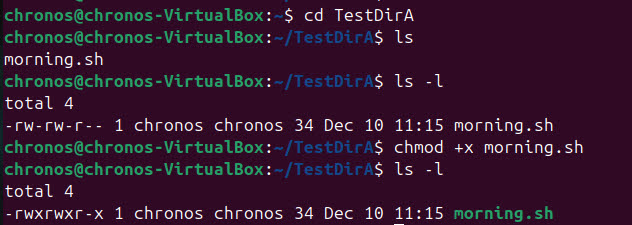 chronos@chronos-VirtualBox:~$ cd TestDirA
chronos@chronos-VirtualBox:~/TestDirA$ ls
morning.sh
chronos@chronos-VirtualBox:~/TestDirA$ ls -l
total 4
-rw-rw-r-- 1 chronos chronos 34 Dec 10 11:15 morning.sh
chronos@chronos-VirtualBox:~/TestDirA$ chmod +x morning.sh
chronos@chronos-VirtualBox:~/TestDirA$ ls -l
total 4
-rwxrwxr-x 1 chronos chronos 34 Dec 10 11:15 morning.sh